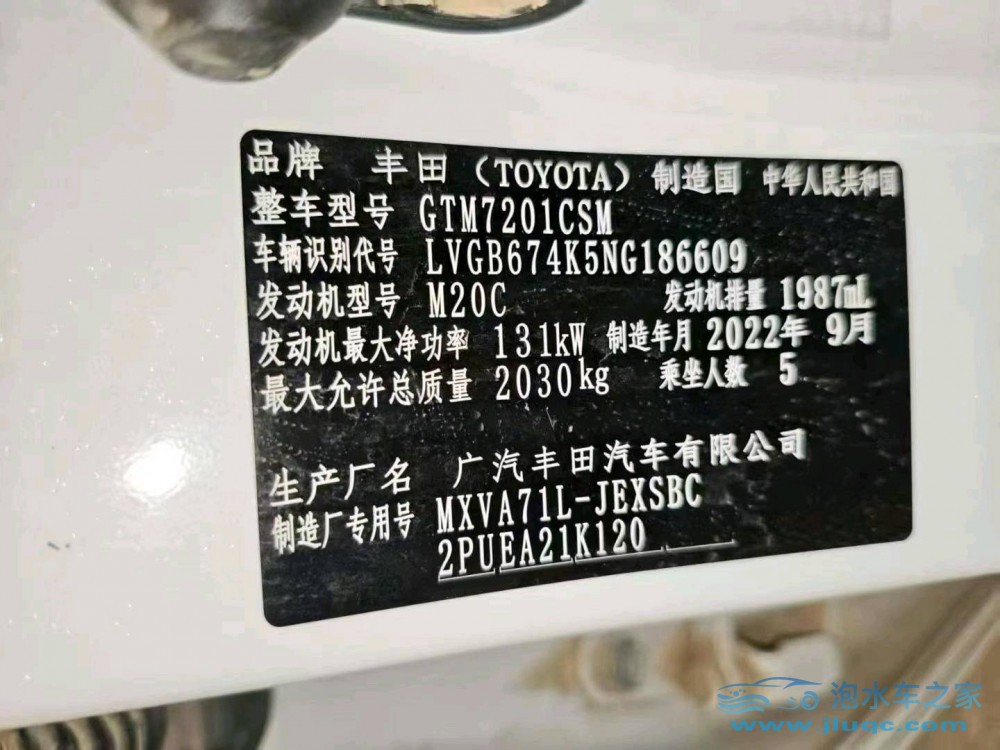 品牌 丰田（TOYOTA） 制造国 中华人民共和国
整车型号 GTM7201CSM
车辆识别代号 LVGB674K5NG186609
发动机型号 M20C 发动机排量 1987mL
发动机最大净功率 131kW 制造年月 2022年 9月
最大允许总质量 2030kg 乘坐人数 5
生产厂名 广汽丰田汽车有限公司
制造厂专用号 MXVA71L-JEXSBC
2PUEA21K120
泡水车之家
www.jluqc.com